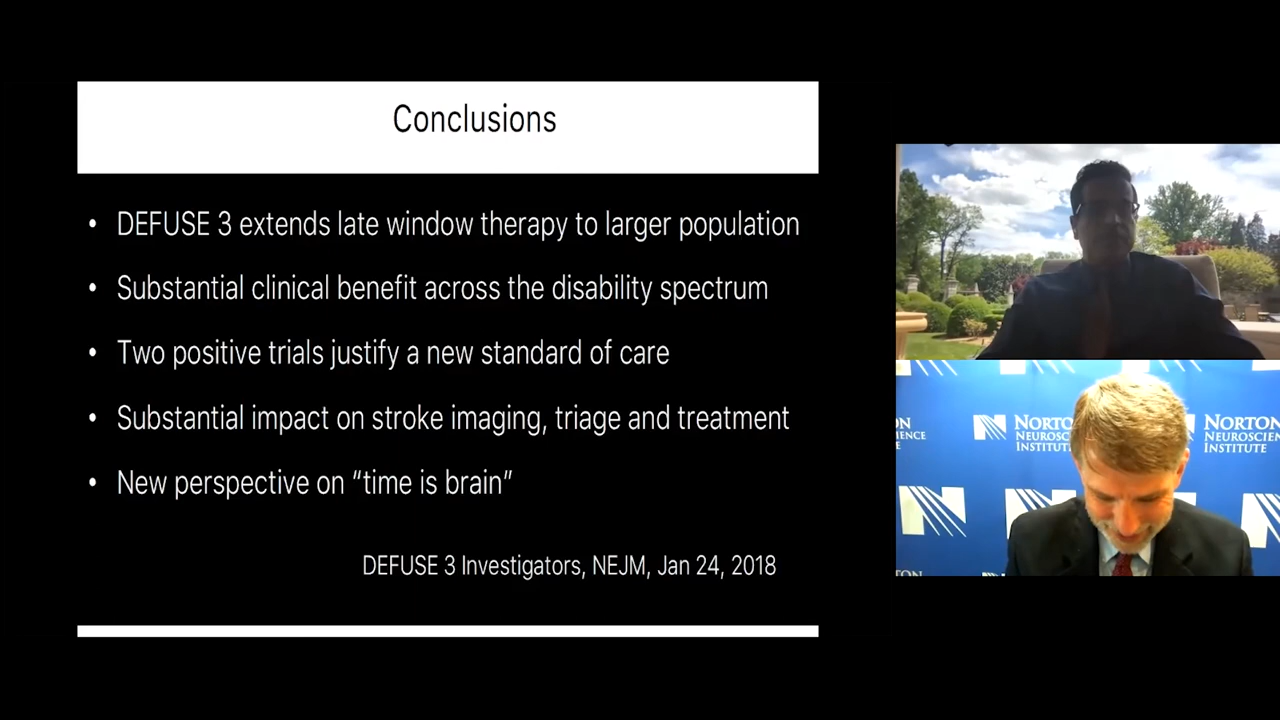 Conclusions
• DEFUSE 3 extends late window therapy to larger population
• Substantial clinical benefit across the disability spectrum
• Two positive trials justify a new standard of care
• Substantial impact on stroke imaging, triage and treatment
• New perspective on “time is brain”
DEFUSE 3 Investigators, NEJM, Jan 24, 2018
NORTON
NEUROSCIENCE
INSTITUTE